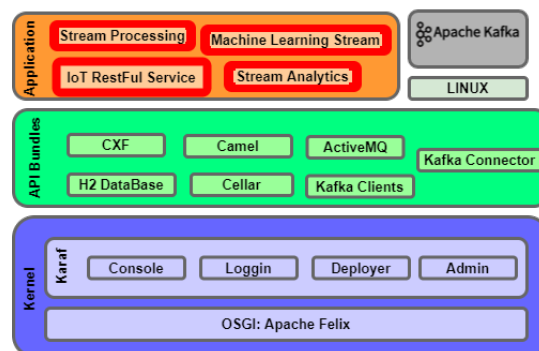 Application
Stream Processing
Machine Learning Stream
IoT RestFul Service
Stream Analytics
Apache Kafka
LINUX
API Bundles
CXF
Camel
ActiveMQ
Kafka Connector
H2 DataBase
Cellar
Kafka Clients
Kernel
Karaf
Console
Loggin
Deployer
Admin
OSGI: Apache Felix